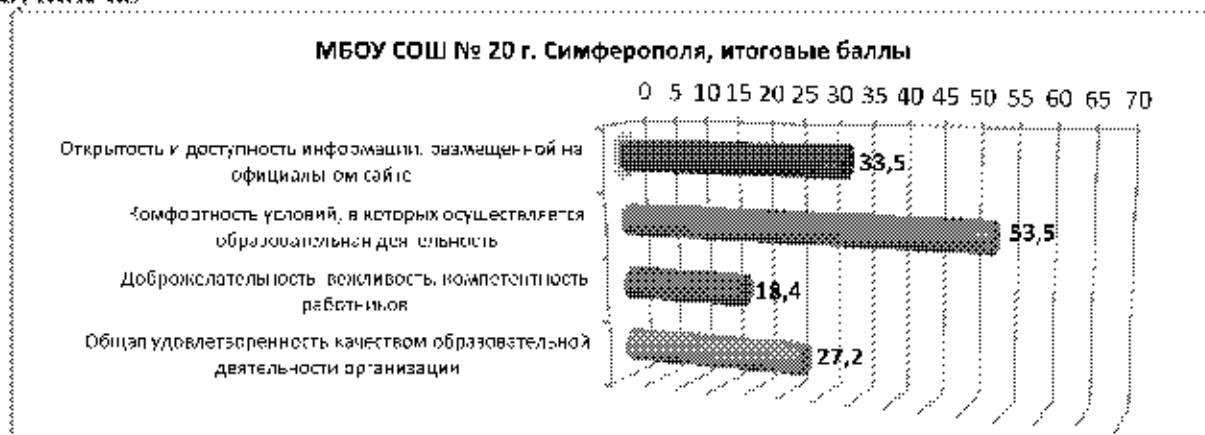 МБОУ СОШ № 20 г. Симферополя, итоговые баллы
0 5 10 15 20 25 30 35 40 45 50 55 60 65 70
Открытость и доступность информации, размещенной на
официальном сайте
33,5
Комфортность условий, в которых осуществляется
образовательная деятельность
53,5
Доброжелательность, вежливость, компетентность
работников
18,4
Общая удовлетворенность качеством образовательной
деятельности организации
27,2